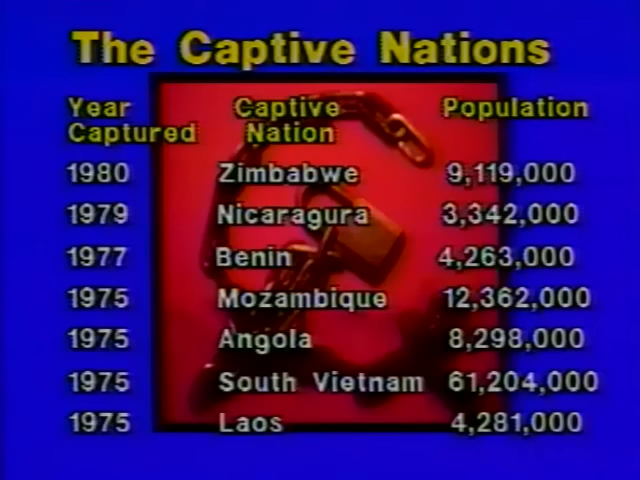 The Captive Nations
Year Captured Captive Nation Population
1980 Zimbabwe 9,119,000
1979 Nicaragura 3,342,000
1977 Benin 4,263,000
1975 Mozambique 12,362,000
1975 Angola 8,298,000
1975 South Vietnam 61,204,000
1975 Laos 4,281,000